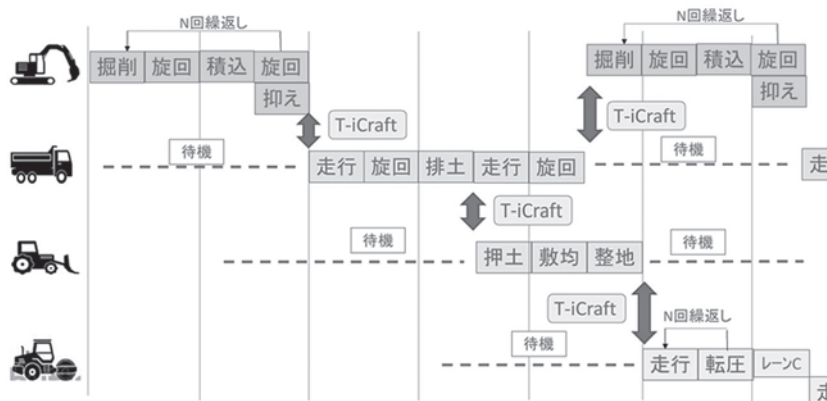 N回繰返し
N回繰返し
掘削 旋回 積込 旋回
掘削 旋回 積込 旋回
抑え
抑え
T-iCraft
T-iCraft
待機
待機
走行 旋回 排土 走行 旋回
走
T-iCraft
待機
待機
押土 敷均 整地
T-iCraft
N回繰返し
待機
走行 転圧 レーンC
走